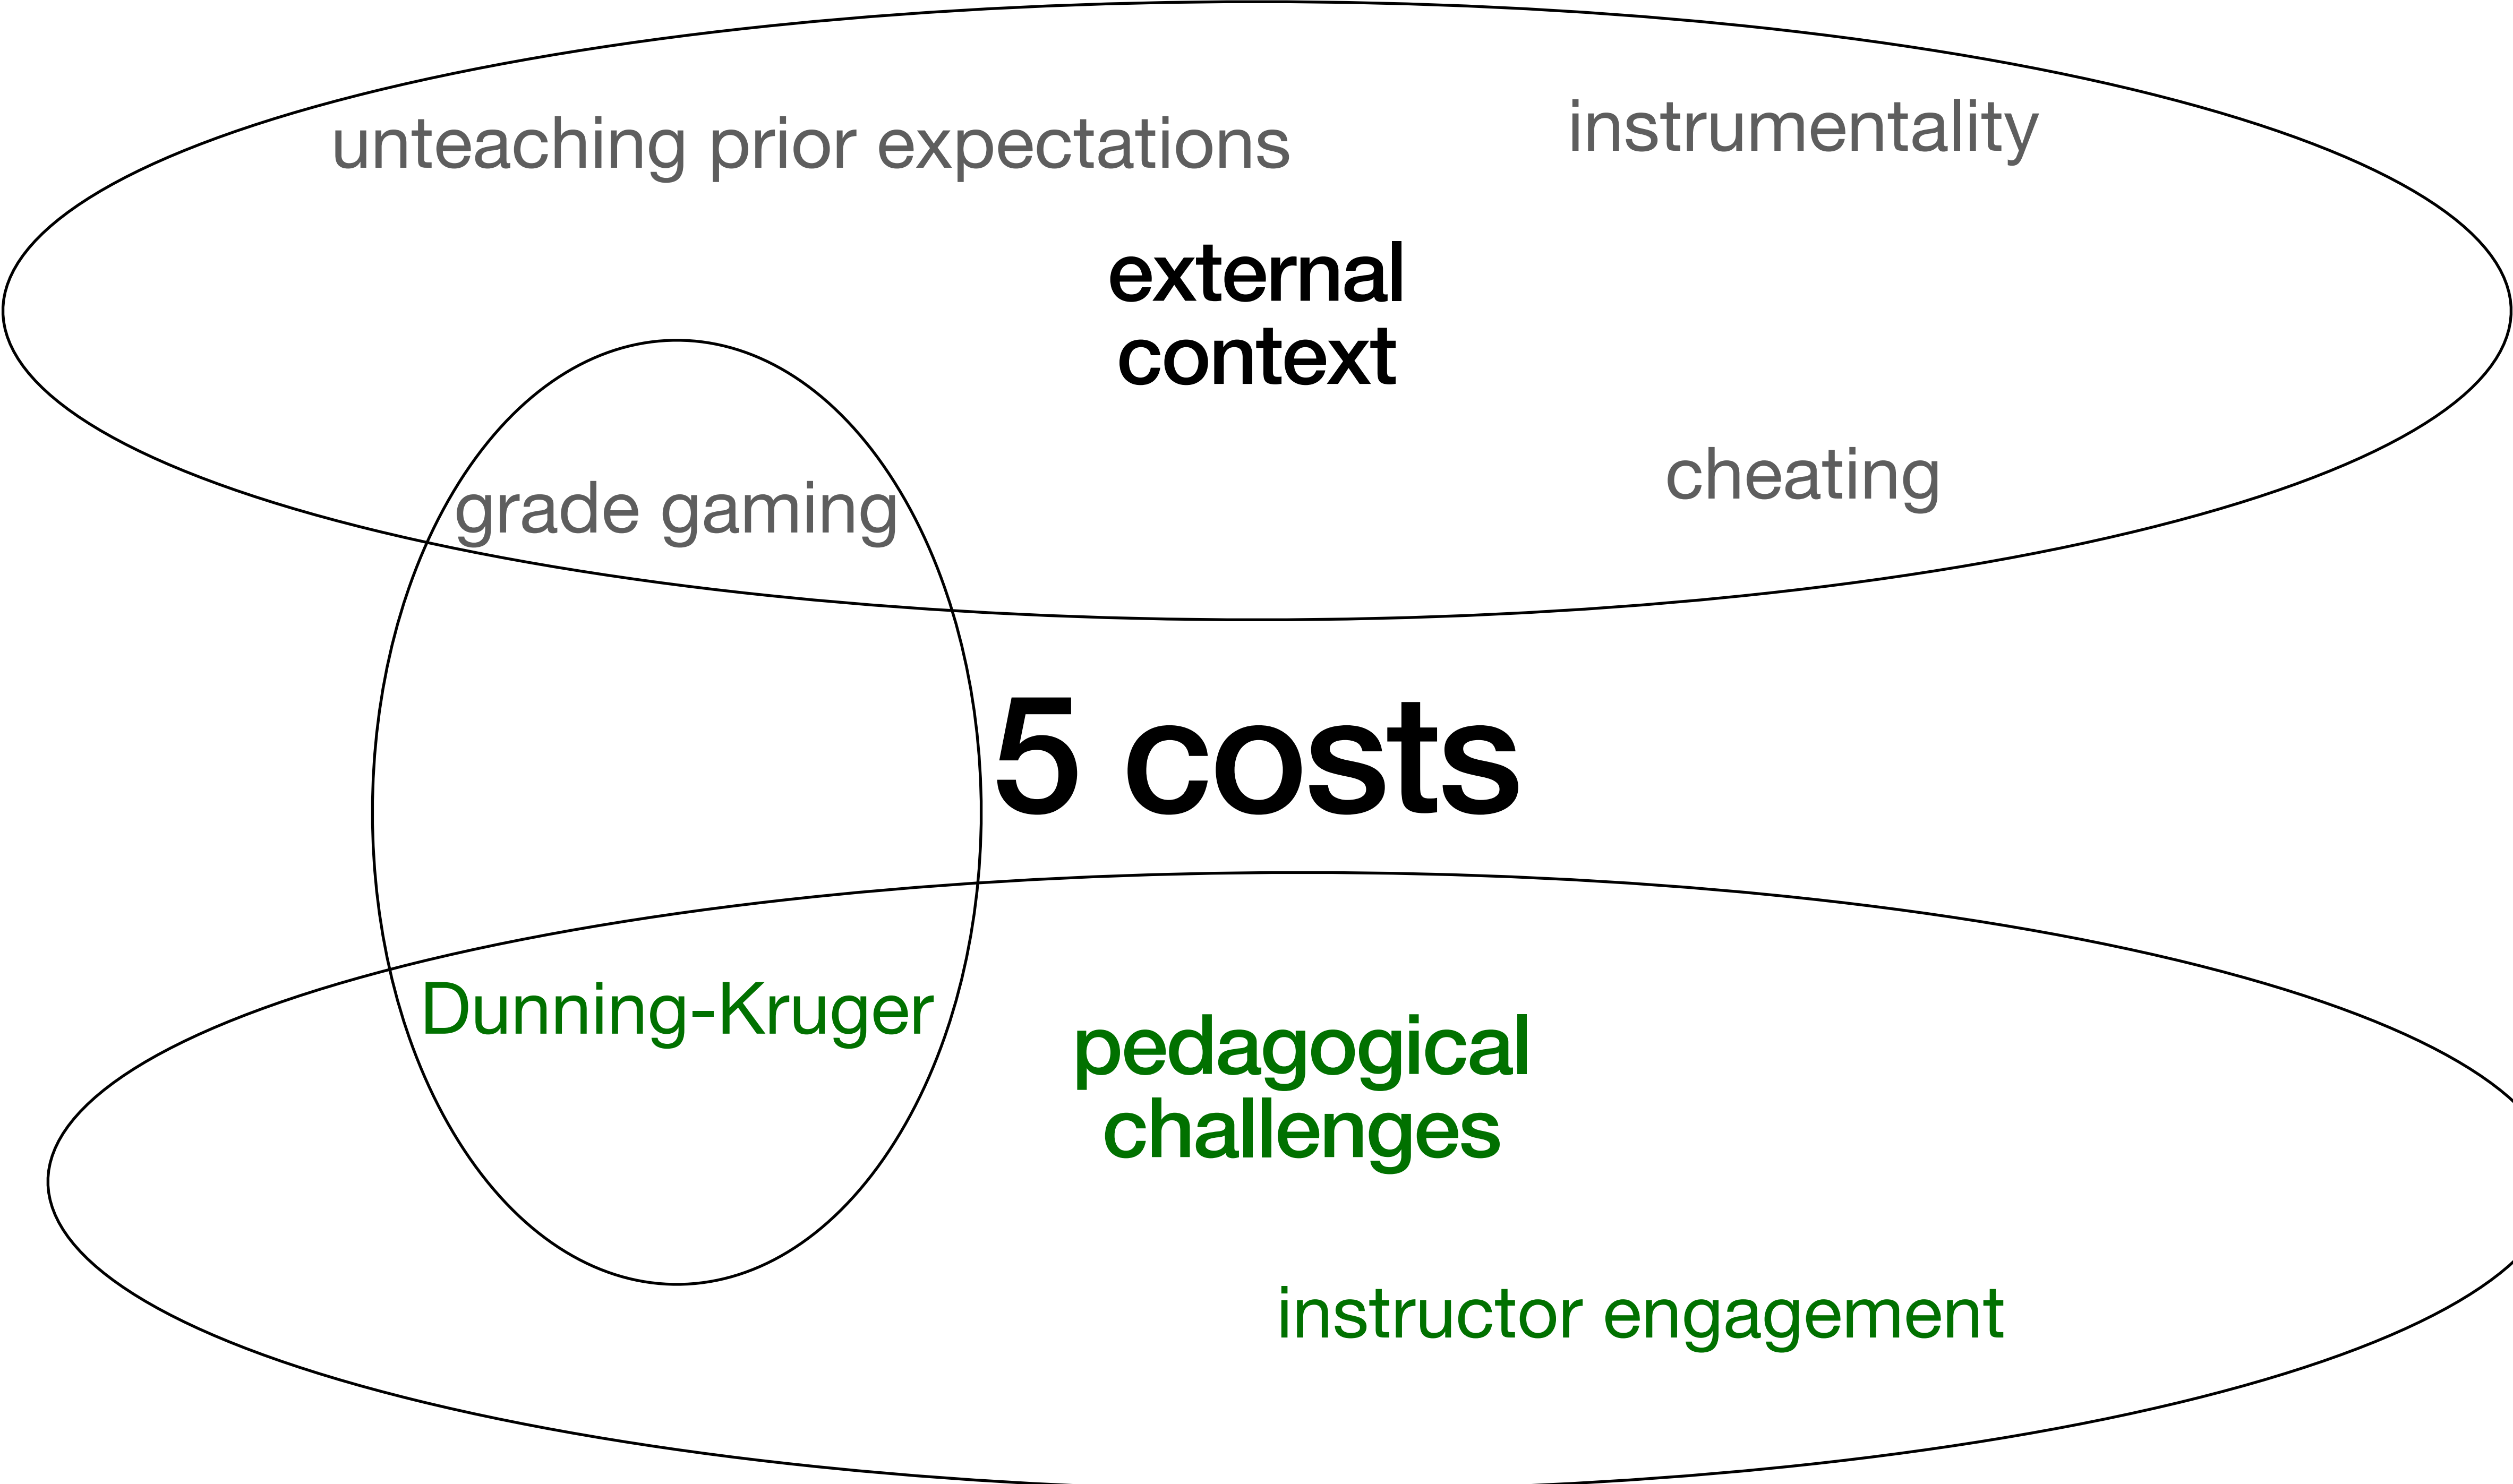 unteaching prior expectations
instrumentality
external
context
grade gaming
cheating
5 costs
Dunning-Kruger
pedagogical
challenges
instructor engagement